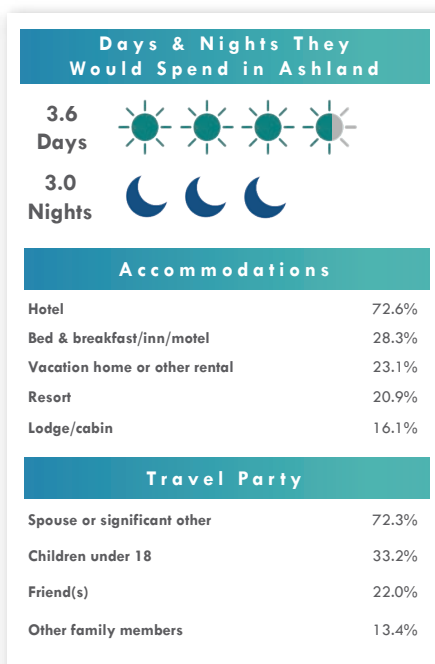 Days & Nights They
Would Spend in Ashland
3.6
Days
3.0
Nights
Accommodations
Hotel 72.6%
Bed & breakfast/inn/motel 28.3%
Vacation home or other rental 23.1%
Resort 20.9%
Lodge/cabin 16.1%
Travel Party
Spouse or significant other 72.3%
Children under 18 33.2%
Friend(s) 22.0%
Other family members 13.4%